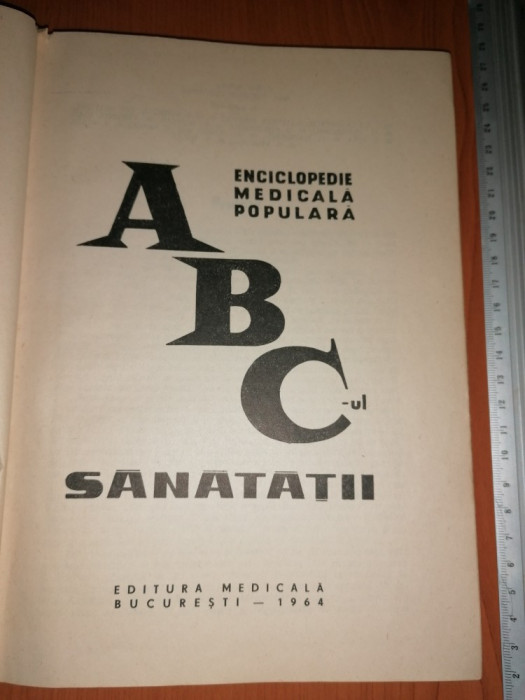 ENCICLOPEDIE
MEDICALĂ
POPULARĂ
A
B
C-ul
SĂNĂTĂȚII
EDITURA MEDICALĂ
BUCUREȘTI — 1964